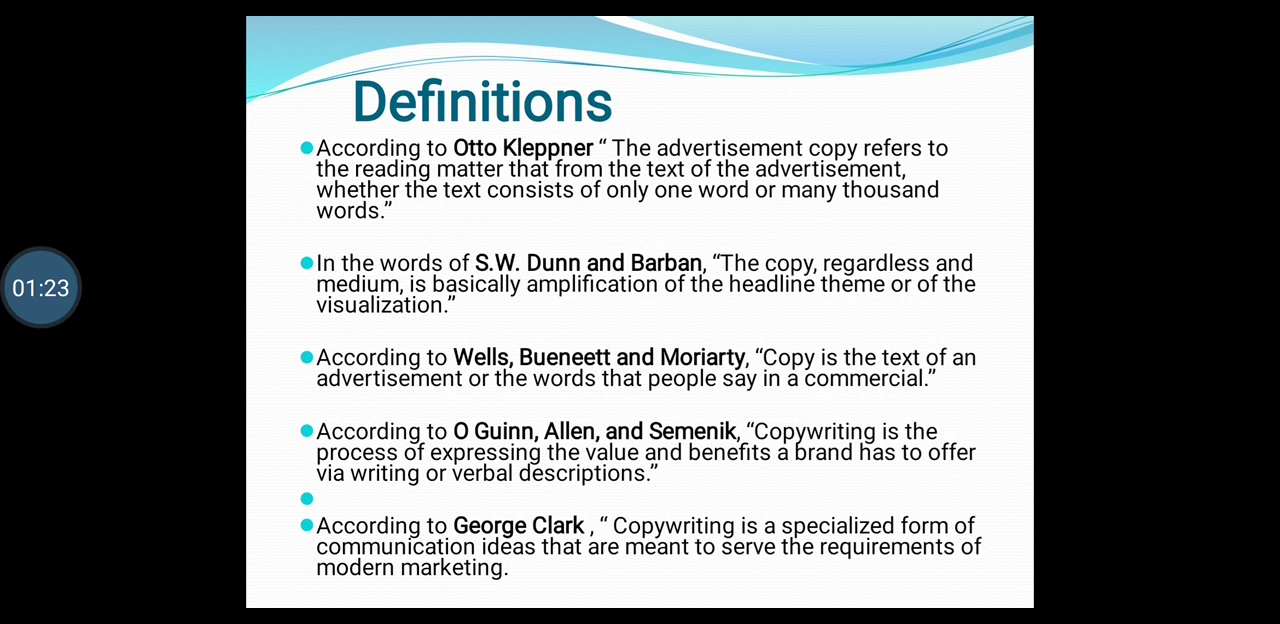 Definitions
According to Otto Kleppner “ The advertisement copy refers to
the reading matter that from the text of the advertisement,
whether the text consists of only one word or many thousand
words.”
In the words of S.W. Dunn and Barban, “The copy, regardless and
medium, is basically amplification of the headline theme or of the
visualization.”
According to Wells, Bueneett and Moriarty, “Copy is the text of an
advertisement or the words that people say in a commercial.”
According to O Guinn, Allen, and Semenik, “Copywriting is the
process of expressing the value and benefits a brand has to offer
via writing or verbal descriptions.”
According to George Clark , “ Copywriting is a specialized form of
communication ideas that are meant to serve the requirements of
modern marketing.
01:23